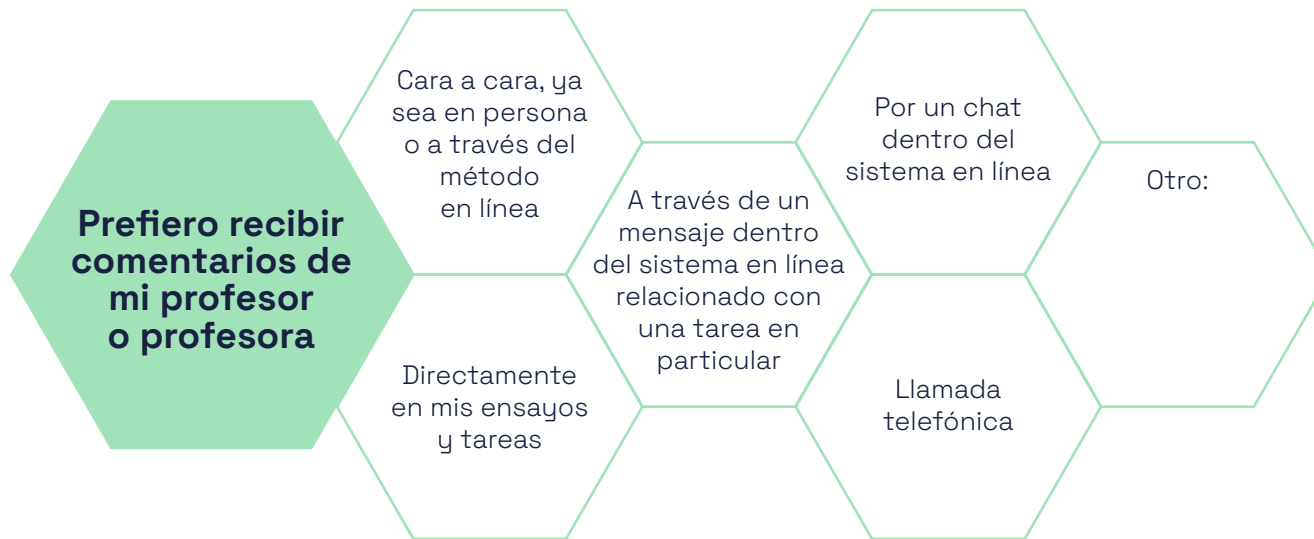 Prefiero recibir
comentarios de
mi profesor
o profesora
Cara a cara, ya
sea en persona
o a través del
método
en línea
Directamente
en mis ensayos
y tareas
A través de un
mensaje dentro
del sistema en línea
relacionado con
una tarea en
particular
Por un chat
dentro del
sistema en línea
Llamada
telefónica
Otro: